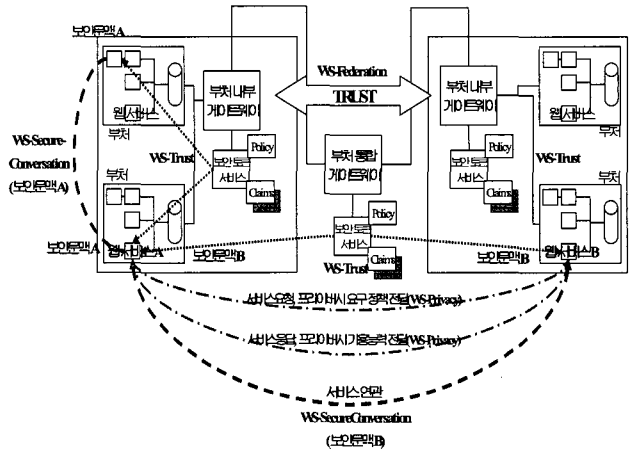 보안문맥A
WS-Federation
TRUST
부처 내부
게이트웨이
부처 내부
게이트웨이
웹서비스
부처
웹서비스
부처
WS-Secure-
Conversation
(보안문맥A)
WS-Trust
Policy
보안 토큰
서비스
Claims
부처 통합
게이트웨이
Policy
보안 토큰
서비스
Claims
WS-Trust
부처
부처
Policy
보안 토큰
서비스
Claims
WS-Trust
보안문맥A
웹서비스A
보안문맥B
웹서비스B
보안문맥B
서비스요청, 프라이버시 요구 정책 전달(WS-Privacy)
서비스응답, 프라이버시 가용능력 전달(WS-Privacy)
서비스 연관
WS-SecureConversation
(보안문맥B)